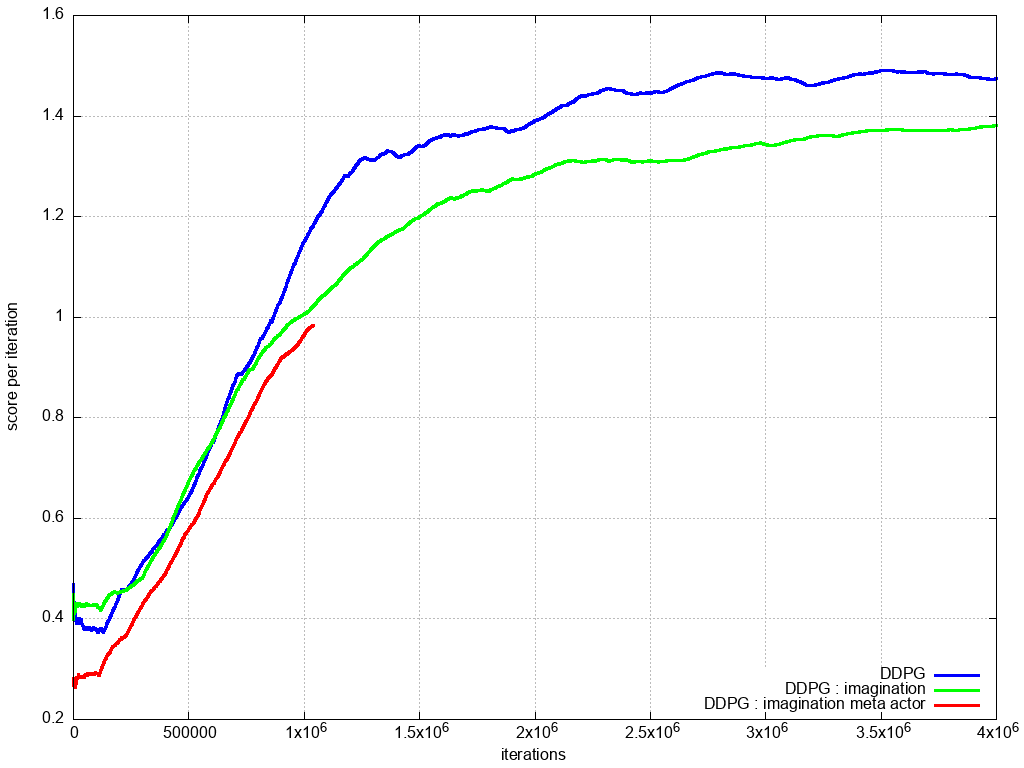 1.6
1.4
1.2
1
0.8
0.6
0.4
0.2
score per iteration
DDPG
DDPG : imagination
DDPG : imagination meta actor
0 500000 1x10^6 1.5x10^6 2x10^6 2.5x10^6 3x10^6 3.5x10^6 4x10^6
iterations